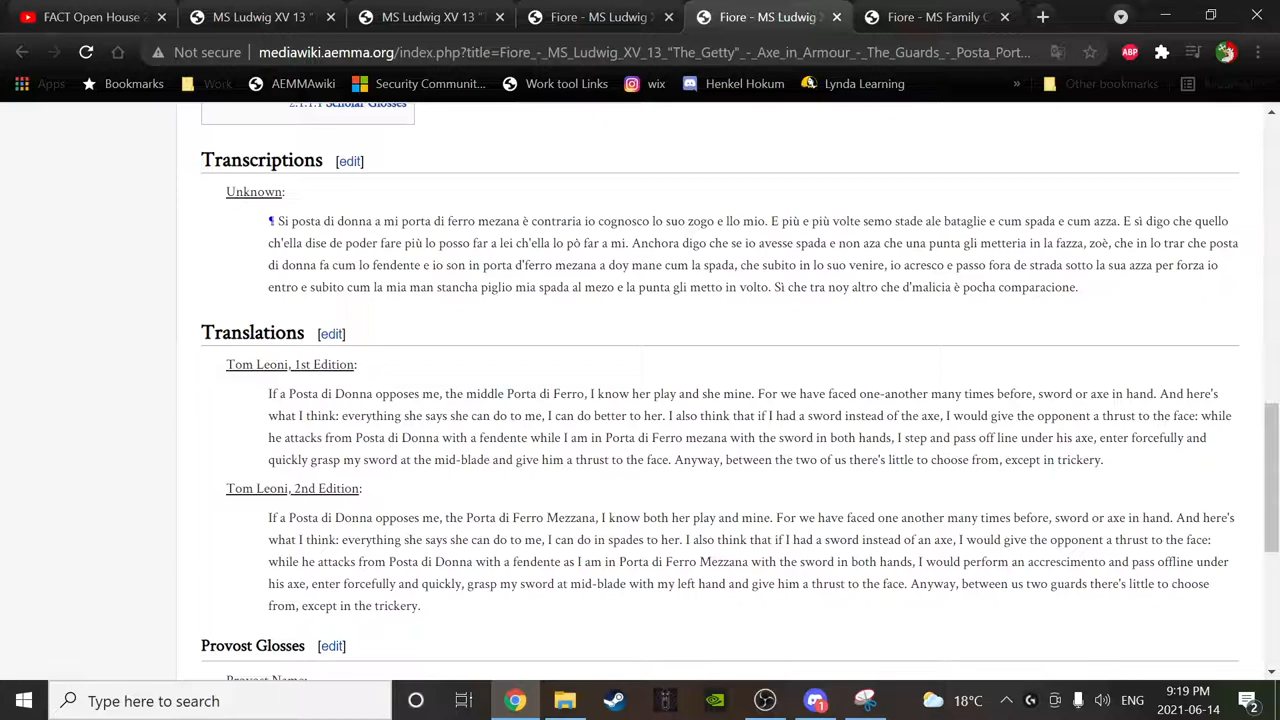 FACT Open House 2
MS Ludwig XV 13 "
MS Ludwig XV 13 "
Fiore - MS Ludwig X
Fiore - MS Ludwig
Fiore - MS Family C
Not secure
mediawiki.aemma.org/index.php?title=Fiore_-_MS_Ludwig_XV_13_"The_Getty"_-_Axe_in_Armour_-_The_Guards_-_Posta_Port...
ABP
Apps
Bookmarks
Work
AEMMAwiki
Security Communit...
Work tool Links
wix
Henkel Hokum
Lynda Learning
»
Other bookmarks
2.1.1.1 Scholar Glosses
Transcriptions [edit]
Unknown:
¶ Si posta di donna a mi porta di ferro mezana è contraria io cognosco lo suo zogo e llo mio. E più e più volte semo stade ale bataglie e cum spada e cum azza. E sì digo che quello
ch'ella dise de poder fare più lo posso far a lei ch'ella lo pò far a mi. Anchora digo che se io avesse spada e non aza che una punta gli metteria in la fazza, zoè, che in lo trar che posta
di donna fa cum lo fendente e io son in porta d'ferro mezana a doy mane cum la spada, che subito in lo suo venire, io acresco e passo fora de strada sotto la sua azza per forza io
entro e subito cum la mia man stancha piglio mia spada al mezo e la punta gli metto in volto. Sì che tra noy altro che d'malicia è pocha comparacione.
Translations [edit]
Tom Leoni, 1st Edition:
If a Posta di Donna opposes me, the middle Porta di Ferro, I know her play and she mine. For we have faced one-another many times before, sword or axe in hand. And here's
what I think: everything she says she can do to me, I can do better to her. I also think that if I had a sword instead of the axe, I would give the opponent a thrust to the face: while
he attacks from Posta di Donna with a fendente while I am in Porta di Ferro mezana with the sword in both hands, I step and pass off line under his axe, enter forcefully and
quickly grasp my sword at the mid-blade and give him a thrust to the face. Anyway, between the two of us there's little to choose from, except in trickery.
Tom Leoni, 2nd Edition:
If a Posta di Donna opposes me, the Porta di Ferro Mezzana, I know both her play and mine. For we have faced one another many times before, sword or axe in hand. And here's
what I think: everything she says she can do to me, I can do in spades to her. I also think that if I had a sword instead of an axe, I would give the opponent a thrust to the face:
while he attacks from Posta di Donna with a fendente as I am in Porta di Ferro Mezzana with the sword in both hands, I would perform an accrescimento and pass offline under
his axe, enter forcefully and quickly, grasp my sword at mid-blade with my left hand and give him a thrust to the face. Anyway, between us two guards there's little to choose
from, except in the trickery.
Provost Glosses [edit]
Provost Name:
Type here to search
1
18°C
ENG
9:19 PM
2021-06-14
2